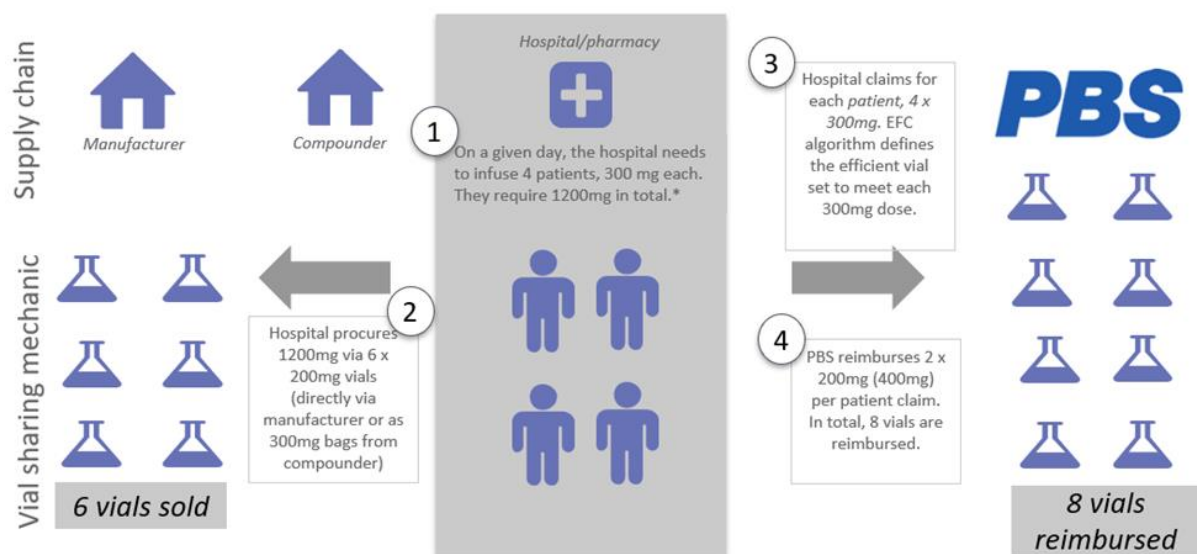 Supply chain
Manufacturer
Compounder
Hospital/pharmacy
1
On a given day, the hospital needs
to infuse 4 patients, 300 mg each.
They require 1200mg in total.*
3
Hospital claims for
each patient, 4 x
300mg. EFC
algorithm defines
the efficient vial
set to meet each
300mg dose.
PBS
Vial sharing mechanic
2
Hospital procures
1200mg via 6 x
200mg vials
(directly via
manufacturer or as
300mg bags from
compounder)
4
PBS reimburses 2 x
200mg (400mg) per
patient claim.
In total, 8 vials are
reimbursed.
6 vials sold
8 vials
reimbursed